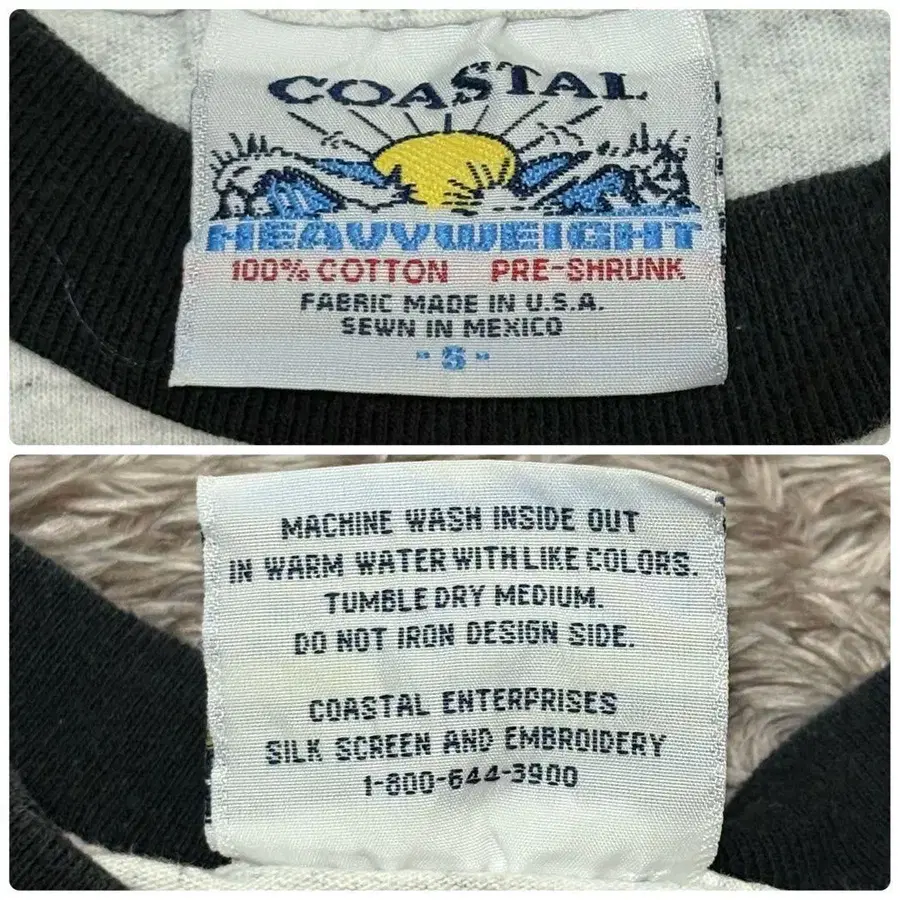 COASTAL
HEAVYWEIGHT
100% COTTON PRE-SHRUNK
FABRIC MADE IN U.S.A.
SEWN IN MEXICO
- S -
MACHINE WASH INSIDE OUT
IN WARM WATER WITH LIKE COLORS.
TUMBLE DRY MEDIUM.
DO NOT IRON DESIGN SIDE.
COASTAL ENTERPRISES
SILK SCREEN AND EMBROIDERY
1-800-644-3900